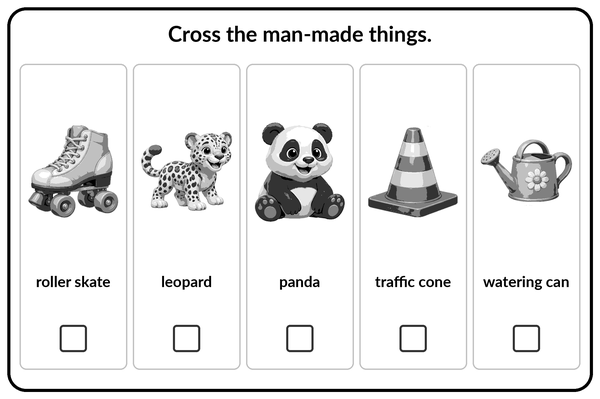 Cross the man-made things.
roller skate
leopard
panda
traffic cone
watering can